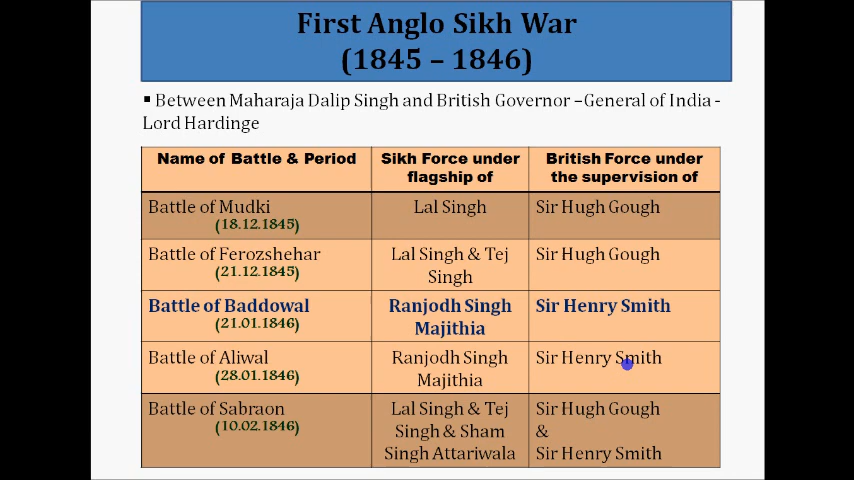 First Anglo Sikh War
(1845 – 1846)
▪ Between Maharaja Dalip Singh and British Governor –General of India -
Lord Hardinge
Name of Battle & Period
Sikh Force under
flagship of
British Force under
the supervision of
Battle of Mudki
(18.12.1845)
Lal Singh
Sir Hugh Gough
Battle of Ferozshehar
(21.12.1845)
Lal Singh & Tej
Singh
Sir Hugh Gough
Battle of Baddowal
(21.01.1846)
Ranjodh Singh
Majithia
Sir Henry Smith
Battle of Aliwal
(28.01.1846)
Ranjodh Singh
Majithia
Sir Henry Smith
Battle of Sabraon
(10.02.1846)
Lal Singh & Tej
Singh & Sham
Singh Attariwala
Sir Hugh Gough
&
Sir Henry Smith